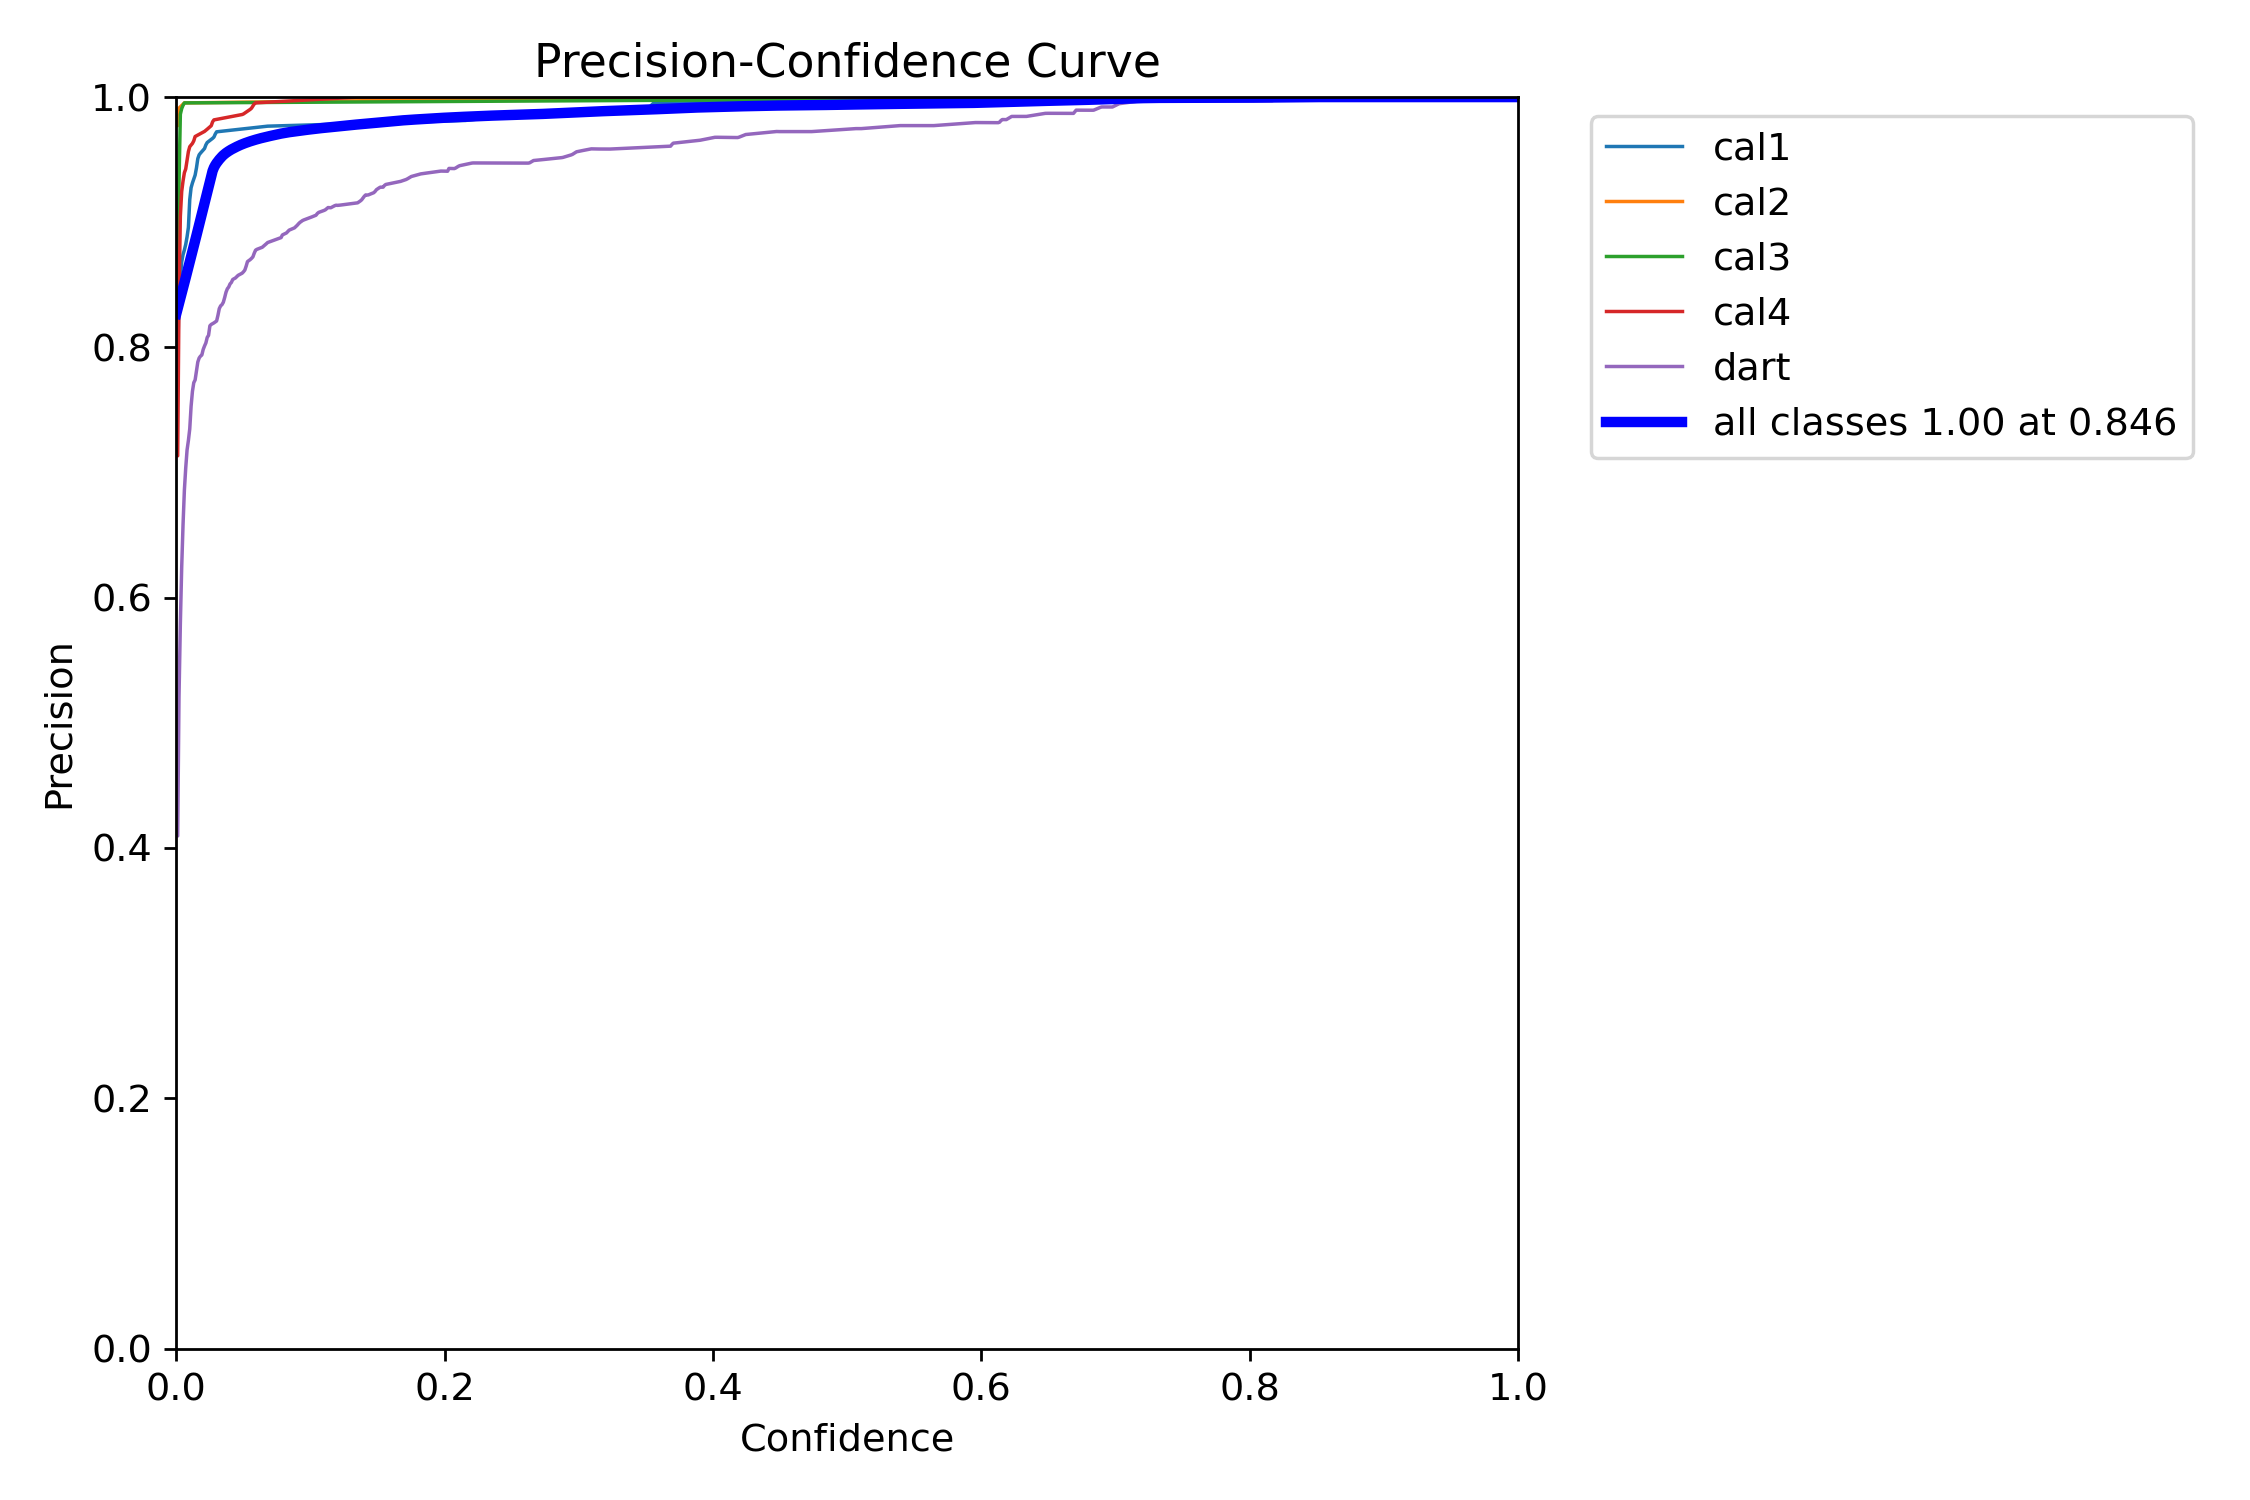 Precision-Confidence Curve
1.0
0.8
0.6
0.4
0.2
0.0
Precision
0.0 0.2 0.4 0.6 0.8 1.0
Confidence
cal1
cal2
cal3
cal4
dart
all classes 1.00 at 0.846